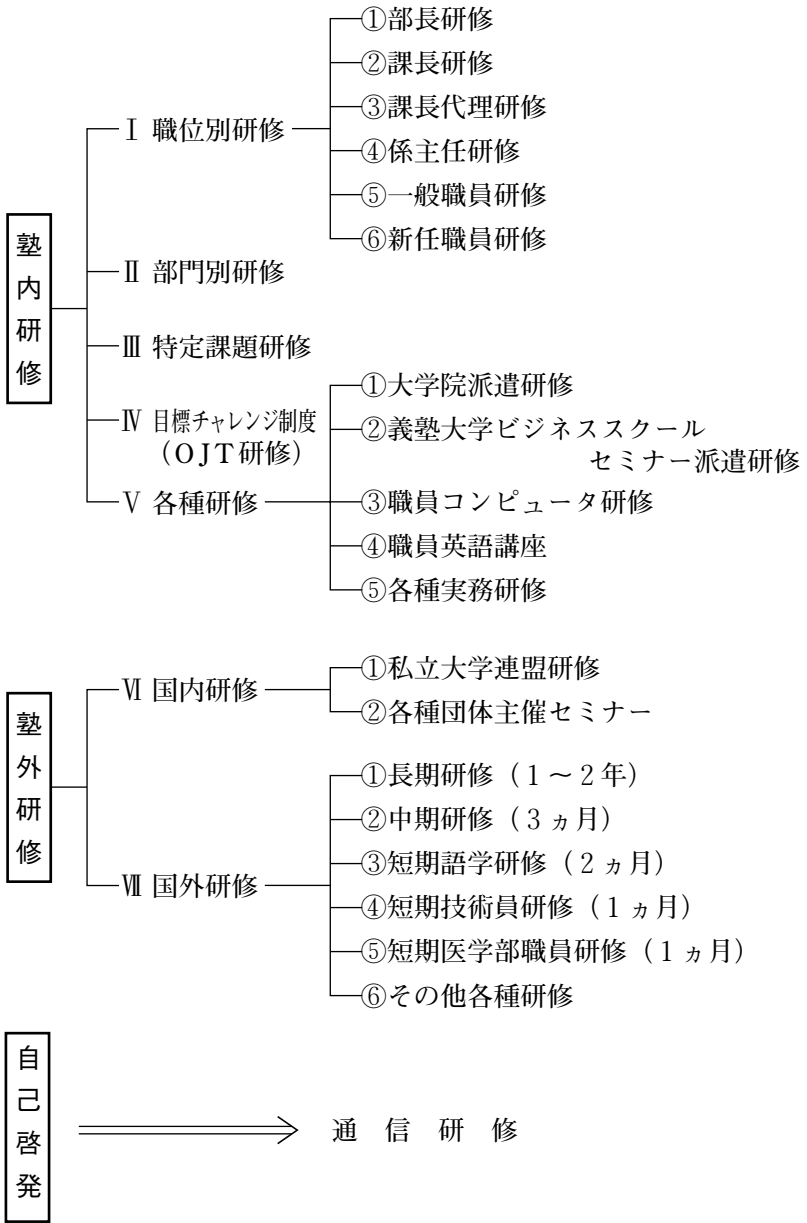 塾内研修
Ⅰ 職位別研修
①部長研修
②課長研修
③課長代理研修
④係主任研修
⑤一般職員研修
⑥新任職員研修
Ⅱ 部門別研修
Ⅲ 特定課題研修
Ⅳ 目標チャレンジ制度
(OJT研修)
Ⅴ 各種研修
①大学院派遣研修
②義塾大学ビジネススクール
セミナー派遣研修
③職員コンピュータ研修
④職員英語講座
⑤各種実務研修
塾外研修
Ⅵ 国内研修
①私立大学連盟研修
②各種団体主催セミナー
Ⅶ 国外研修
①長期研修(1~2年)
②中期研修(3ヵ月)
③短期語学研修(2ヵ月)
④短期技術員研修(1ヵ月)
⑤短期医学部職員研修(1ヵ月)
⑥その他各種研修
自己啓発
通信研修